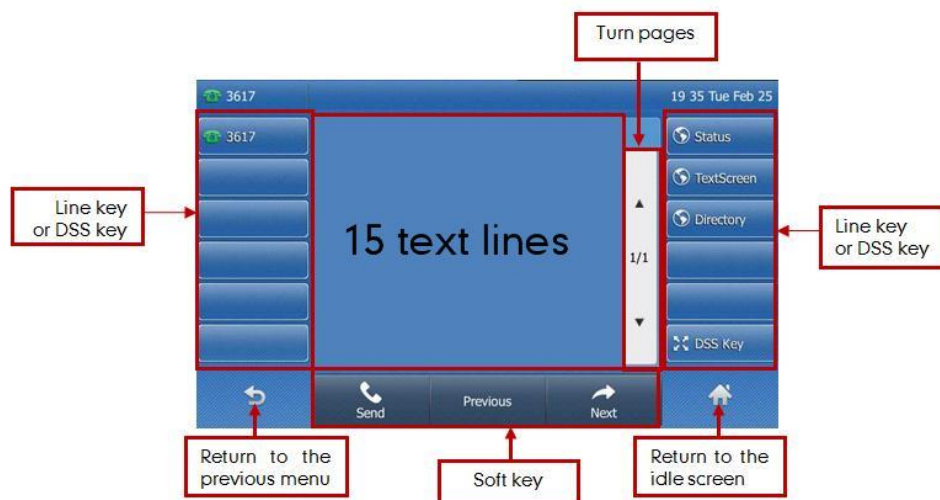 Turn pages
3617
19 35 Tue Feb 25
3617
Status
TextScreen
Directory
DSS Key
Line key
or DSS key
15 text lines
1/1
Line key
or DSS key
Send
Previous
Next
Return to the
previous menu
Soft key
Return to the
idle screen